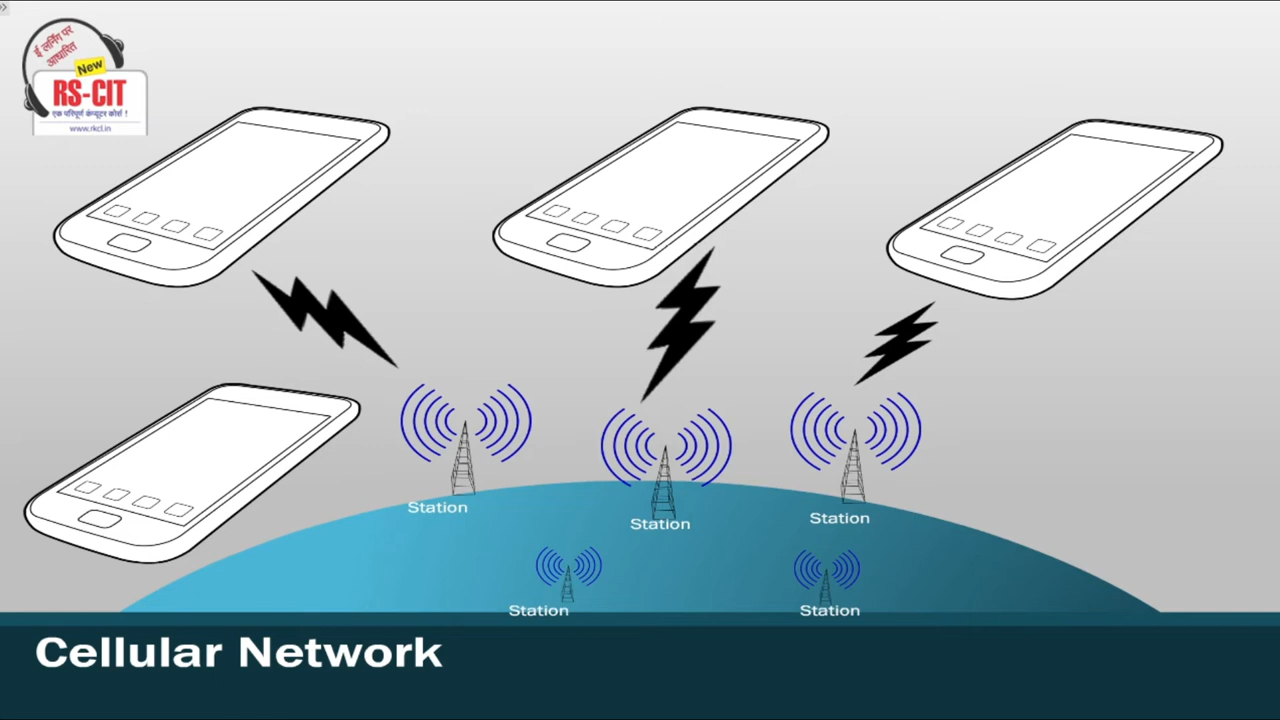 ई लर्निंग पर
आधारित
New
RS-CIT
एक परिपूर्ण कंप्यूटर कोर्स !
www.rkcl.in
Station
Station
Station
Station
Station
Cellular Network